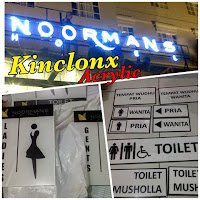 NOORMANS
HOTEL
Kinclonx
Acrylic
NOORMANS
LADIES
GENTS
TEMPAT WUDHU
PRIA
TEMPAT WUDHU
WANITA
WANITA
PRIA
PRIA
WANITA
TOILET
TOILET
MUSHOLLA
TOILET
MUSHOLLA